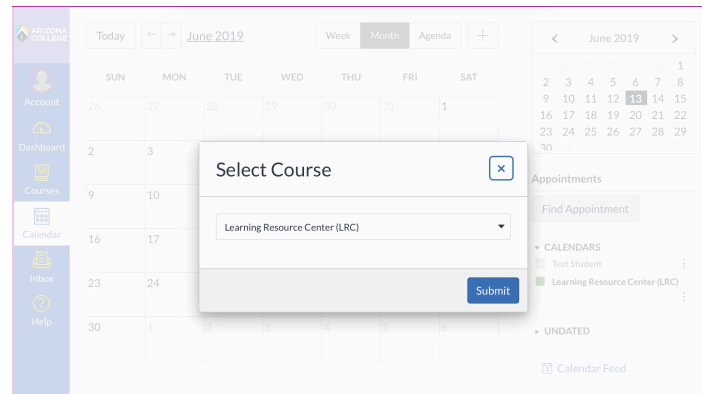 ARIZONA
COLLEGE
Account
Dashboard
Courses
Calendar
Inbox
Help
Today ← → June 2019 Week Month Agenda +
SUN MON TUE WED THU FRI SAT
26 27 28 29 30 31 1
2 3
9 10
16 17
23 24
30 1 2 3 4 5 6
Select Course ×
Learning Resource Center (LRC)
Submit
< June 2019 >
1
2 3 4 5 6 7 8
9 10 11 12 13 14 15
16 17 18 19 20 21 22
23 24 25 26 27 28 29
30
Appointments
Find Appointment
CALENDARS
Test Student
Learning Resource Center (LRC)
UNDATED
Calendar Feed